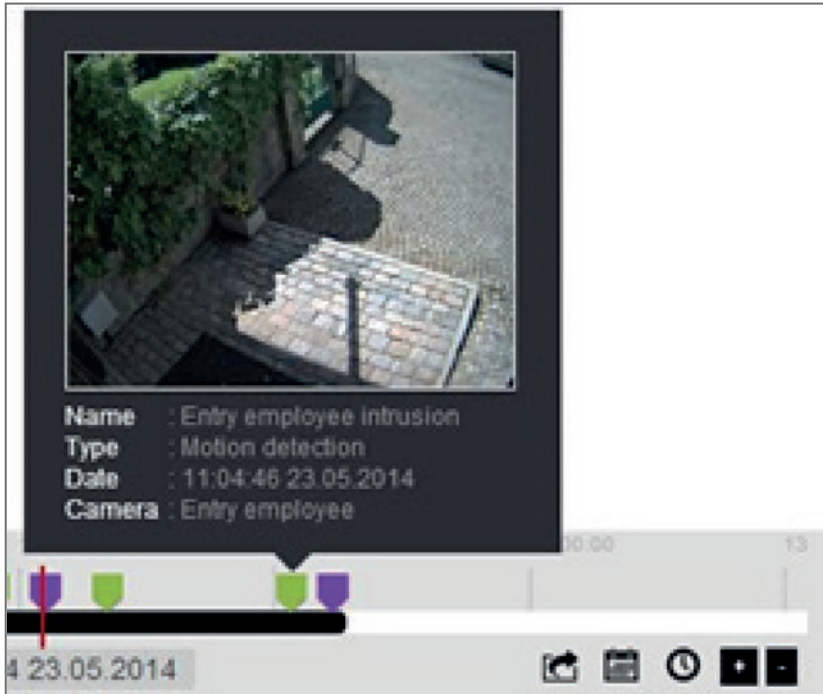 Name : Entry employee intrusion
Type : Motion detection
Date : 11:04:46 23.05.2014
Camera : Entry employee
00:00 13
4 23.05.2014
+ -